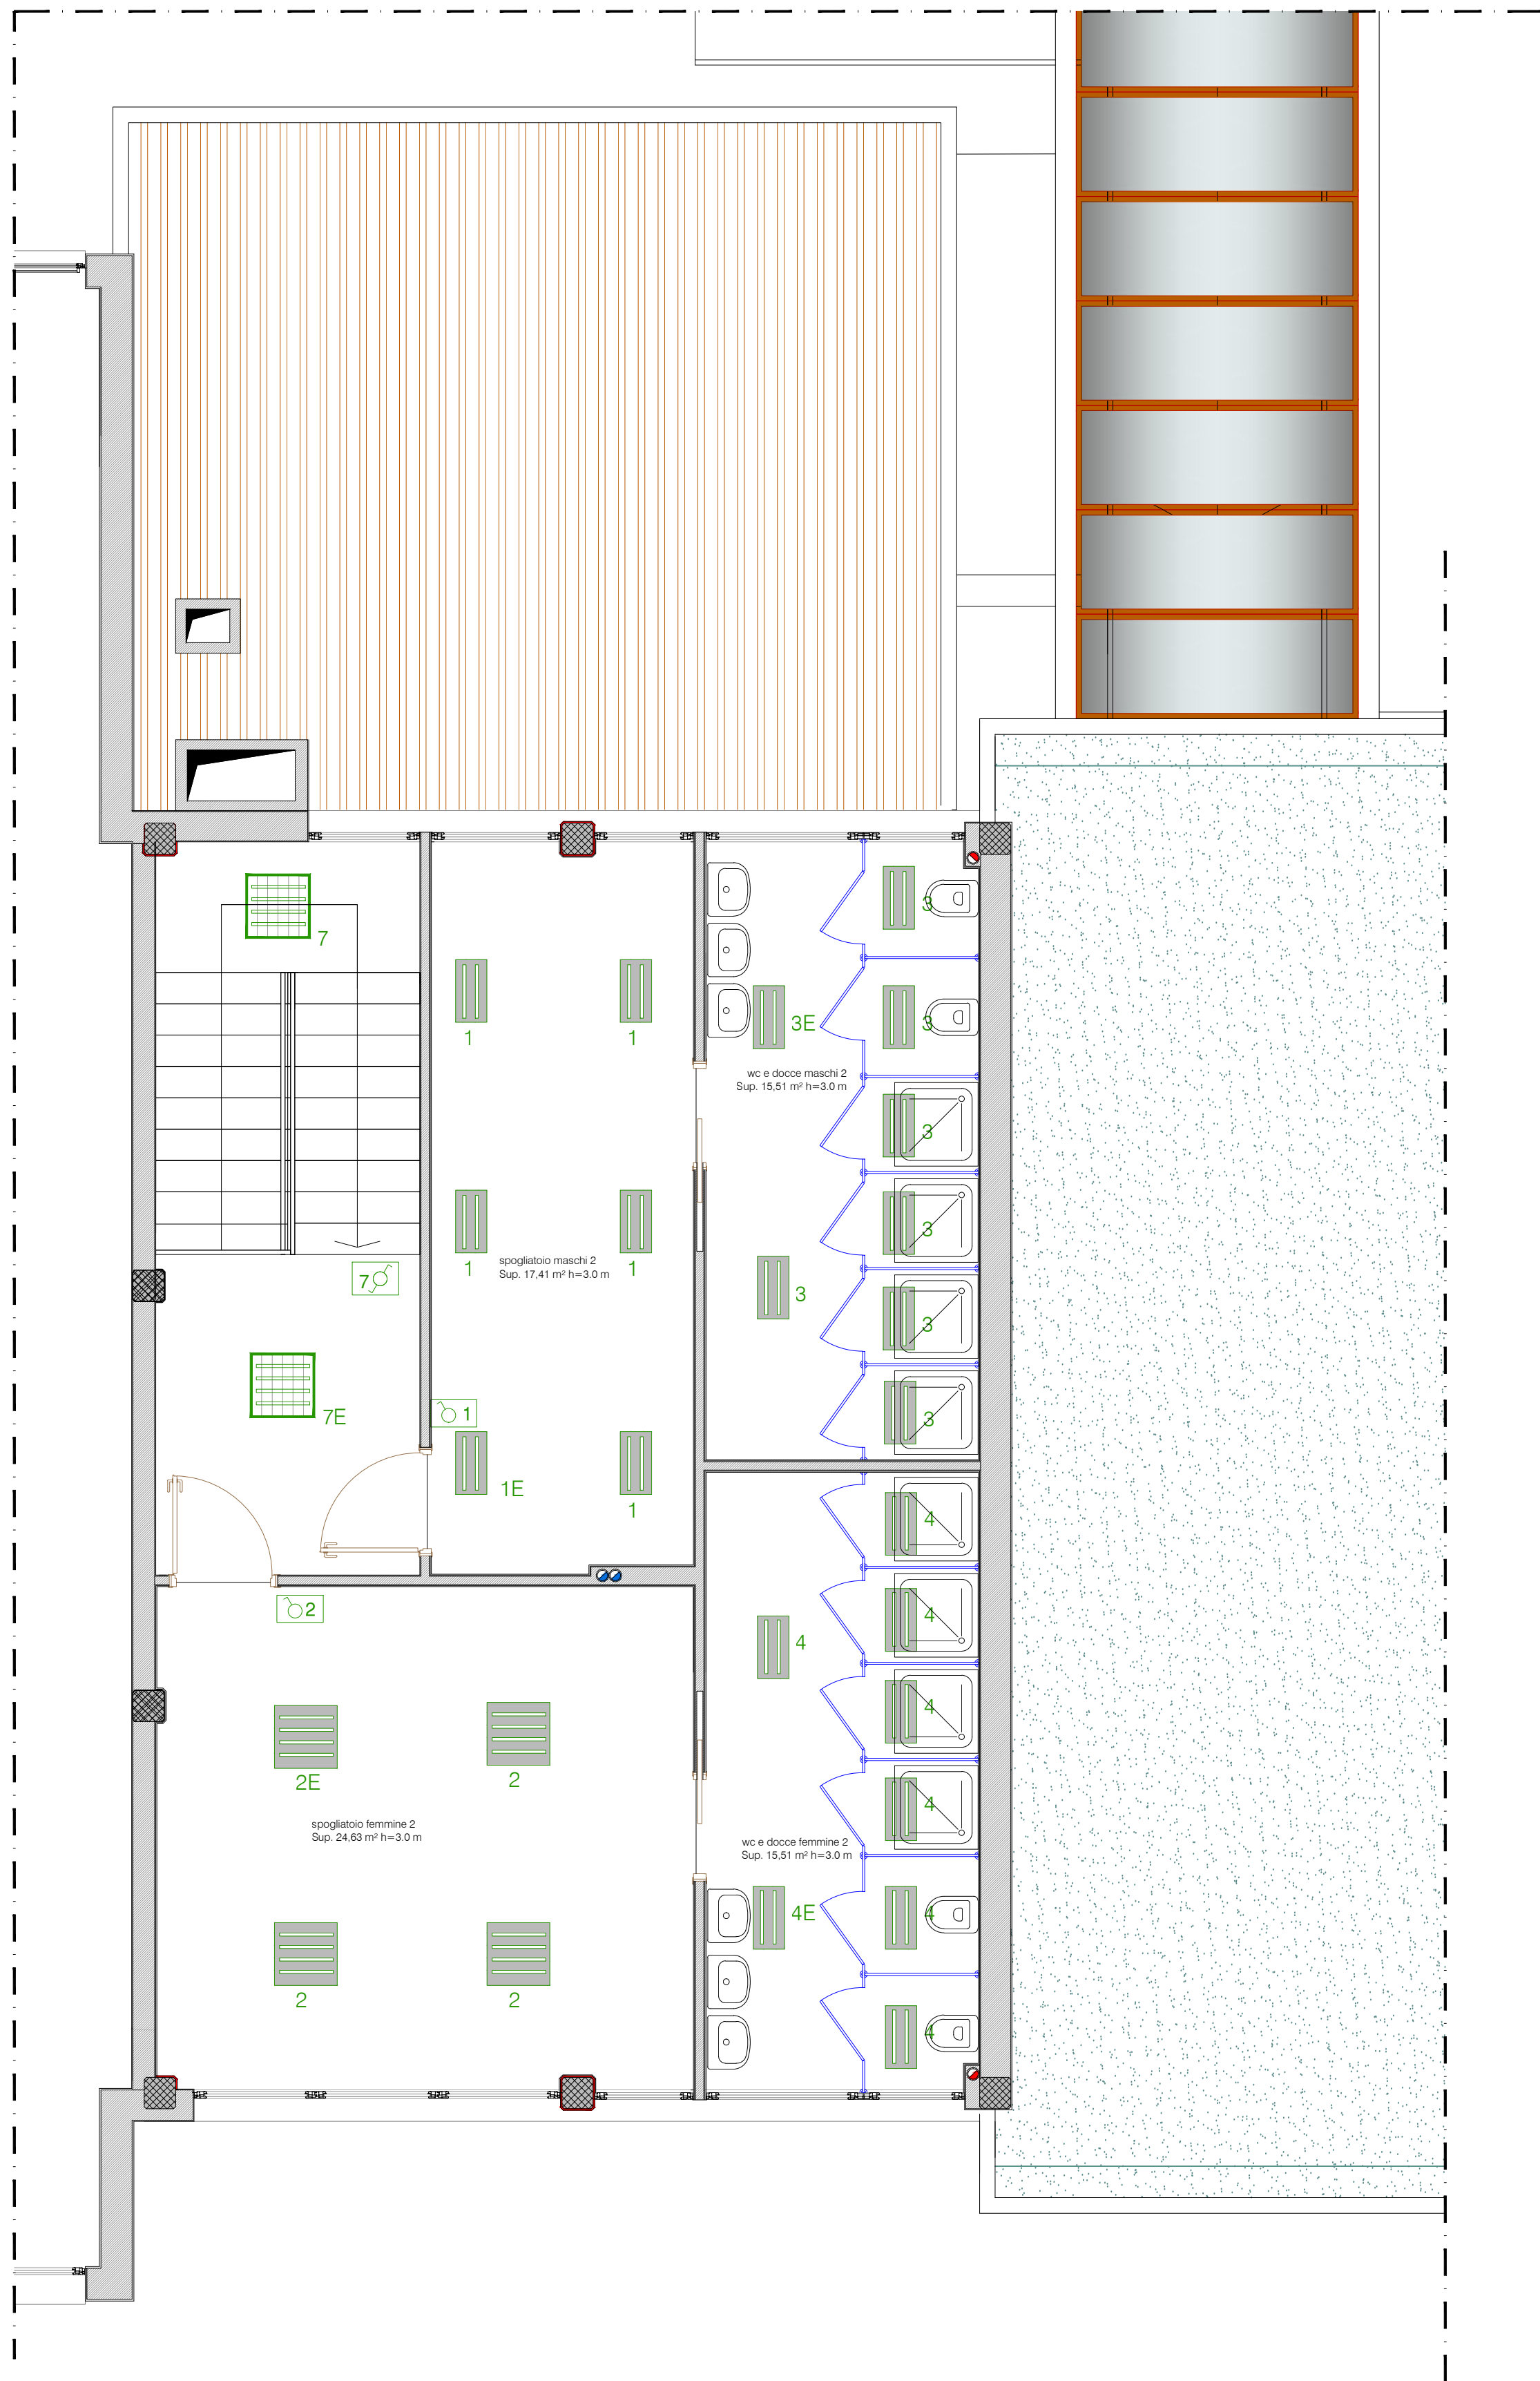 3
7
1
1
3E
3
wc e docce maschi 2
Sup. 15,51 m² h=3.0 m
3
3
1
1
spogliatoio maschi 2
Sup. 17,41 m² h=3.0 m
7
3
3
3
7E
1
1E
1
4
2
4
4
4
2E
2
4
spogliatoio femmine 2
Sup. 24,63 m² h=3.0 m
wc e docce femmine 2
Sup. 15,51 m² h=3.0 m
4E
4
2
2
4